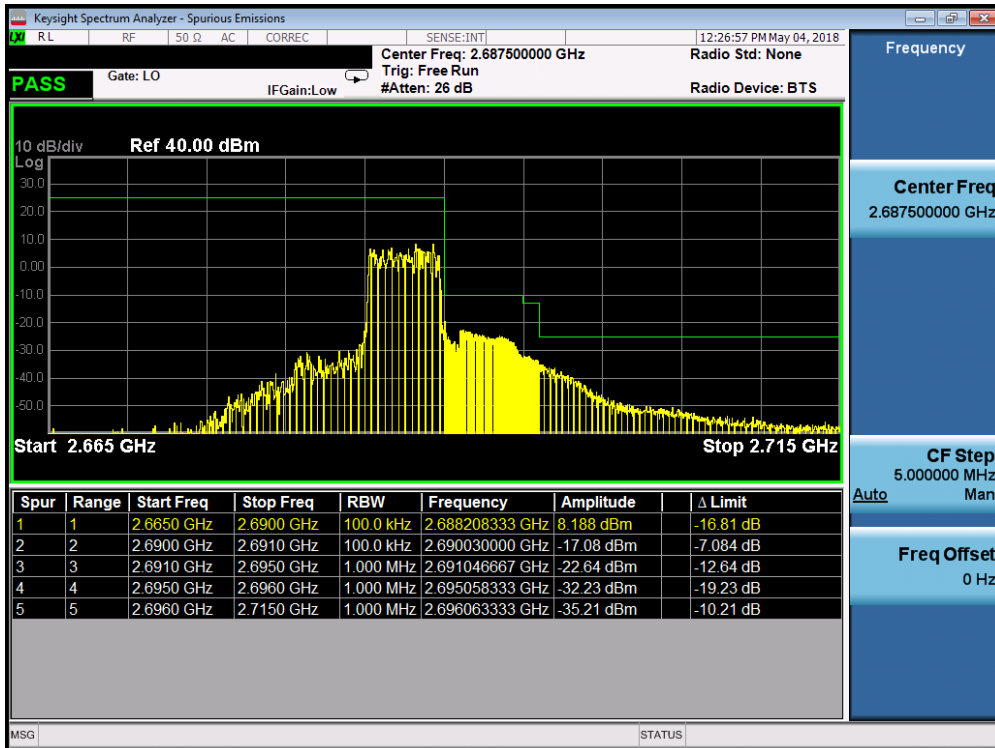 Keysight Spectrum Analyzer - Spurious Emissions
LXI RL RF 50 Ω AC CORREC SENSE:INT 12:26:57 PM May 04, 2018
Center Freq: 2.687500000 GHz Radio Std: None
PASS Gate: LO Trig: Free Run
IFGain:Low #Atten: 26 dB Radio Device: BTS
10 dB/div Ref 40.00 dBm
Log
30.0
20.0
10.0
0.00
-10.0
-20.0
-30.0
-40.0
-50.0
Start 2.665 GHz Stop 2.715 GHz
Spur Range Start Freq Stop Freq RBW Frequency Amplitude Δ Limit
1 1 2.6650 GHz 2.6900 GHz 100.0 kHz 2.688208333 GHz 8.188 dBm -16.81 dB
2 2 2.6900 GHz 2.6910 GHz 100.0 kHz 2.690030000 GHz -17.08 dBm -7.084 dB
3 3 2.6910 GHz 2.6950 GHz 1.000 MHz 2.691046667 GHz -22.64 dBm -12.64 dB
4 4 2.6950 GHz 2.6960 GHz 1.000 MHz 2.695058333 GHz -32.23 dBm -19.23 dB
5 5 2.6960 GHz 2.7150 GHz 1.000 MHz 2.696063333 GHz -35.21 dBm -10.21 dB
MSG STATUS
Frequency
Center Freq
2.687500000 GHz
CF Step
5.000000 MHz
Auto Man
Freq Offset
0 Hz